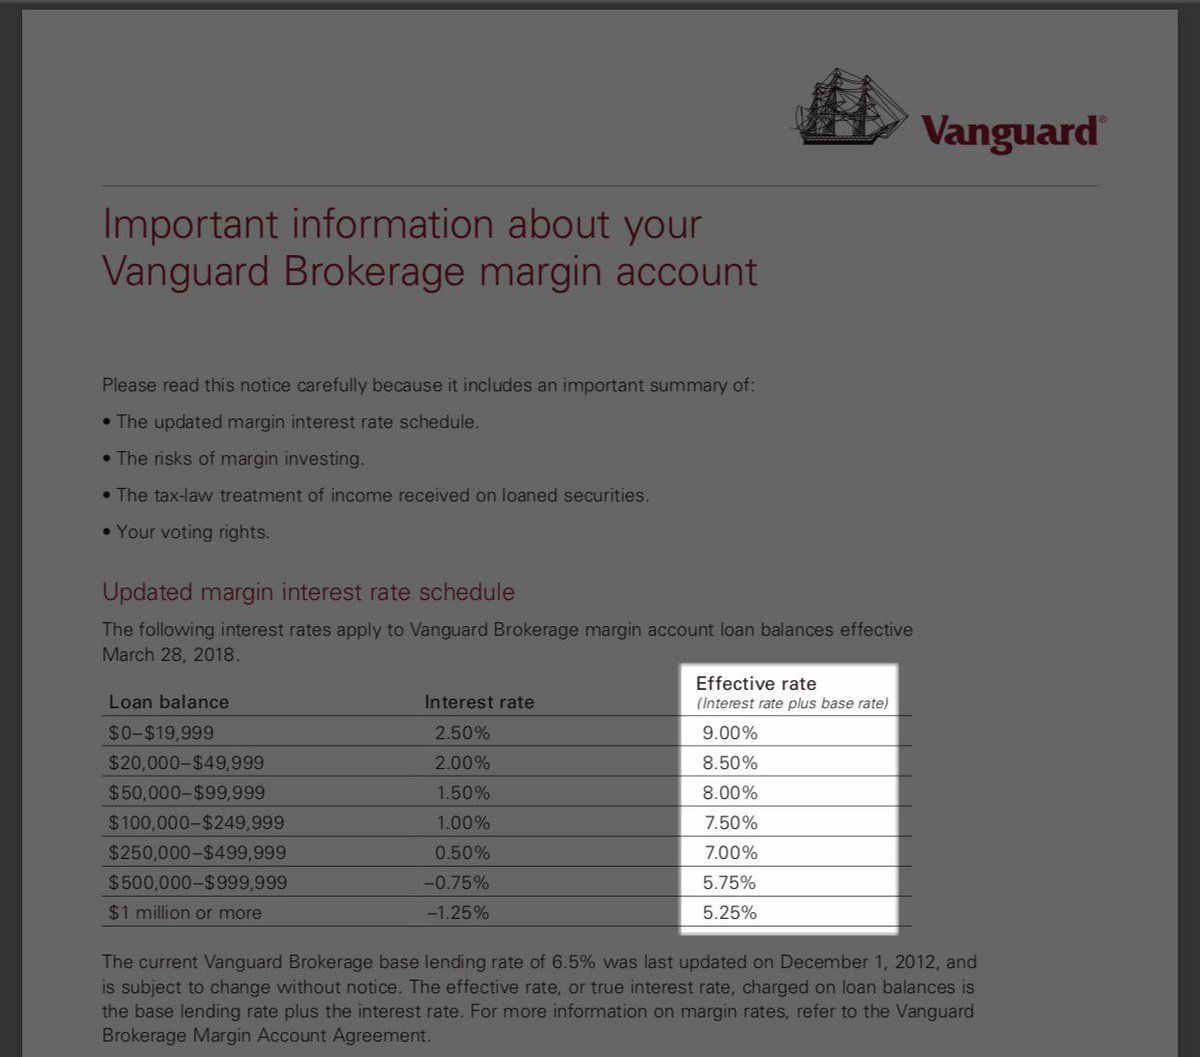 Vanguard®
Important information about your
Vanguard Brokerage margin account
Please read this notice carefully because it includes an important summary of:
• The updated margin interest rate schedule.
• The risks of margin investing.
• The tax-law treatment of income received on loaned securities.
• Your voting rights.
Updated margin interest rate schedule
The following interest rates apply to Vanguard Brokerage margin account loan balances effective
March 28, 2018.
Loan balance Interest rate Effective rate
(Interest rate plus base rate)
$0–$19,999 2.50% 9.00%
$20,000–$49,999 2.00% 8.50%
$50,000–$99,999 1.50% 8.00%
$100,000–$249,999 1.00% 7.50%
$250,000–$499,999 0.50% 7.00%
$500,000–$999,999 –0.75% 5.75%
$1 million or more –1.25% 5.25%
The current Vanguard Brokerage base lending rate of 6.5% was last updated on December 1, 2012, and
is subject to change without notice. The effective rate, or true interest rate, charged on loan balances is
the base lending rate plus the interest rate. For more information on margin rates, refer to the Vanguard
Brokerage Margin Account Agreement.